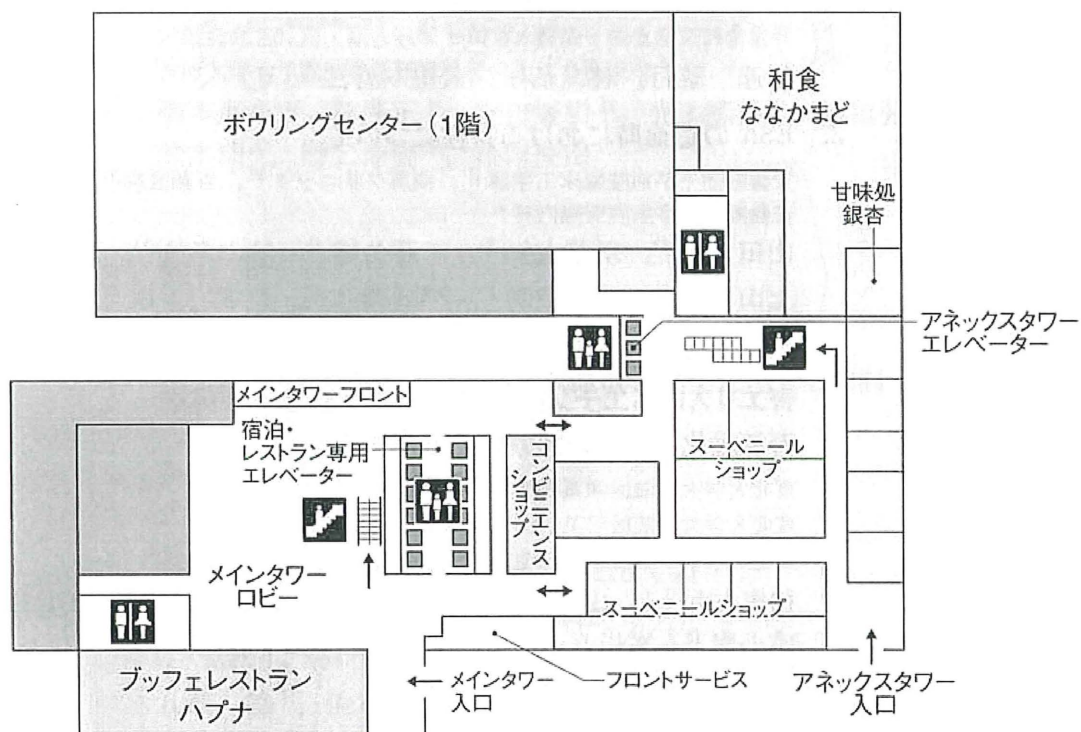 ボウリングセンター(1階)
和食
ななかまど
甘味処
銀杏
アネックスタワー
エレベーター
メインタワーフロント
宿泊・
レストラン専用
エレベーター
コンビニエンス
ショップ
スーベニール
ショップ
メインタワー
ロビー
スーベニールショップ
ブッフェレストラン
ハプナ
メインタワー
入口
フロントサービス
アネックスタワー
入口